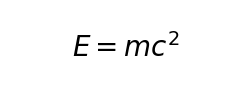 E = mc²